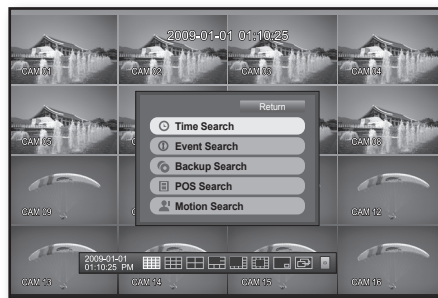 2009-01-01 01:10:25
CAM 01
CAM 02
CAM 03
CAM 04
Return
Time Search
Event Search
Backup Search
POS Search
Motion Search
CAM 05
CAM 08
CAM 09
CAM 12
2009-01-01
01:10:25 PM
CAM 13
CAM 14
CAM 15
CAM 16